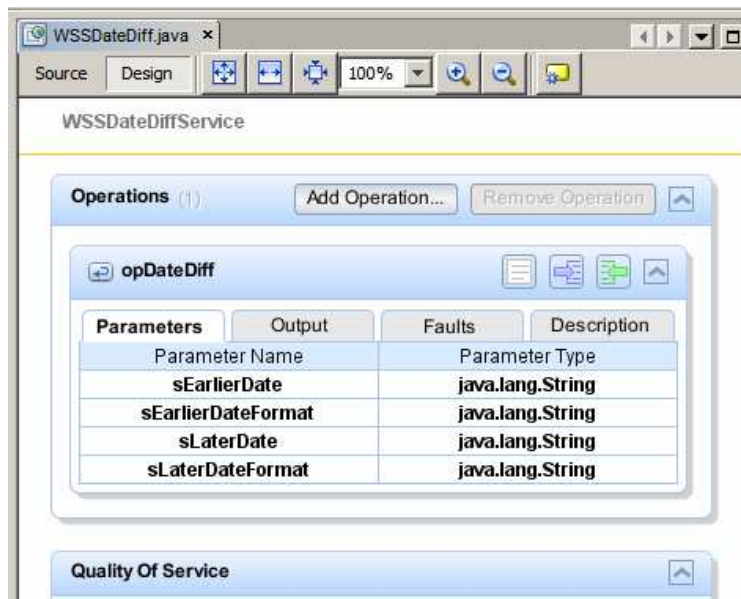 WSSDateDiff.java ×
Source Design 100%
WSSDateDiffService
Operations (1) Add Operation... Remove Operation
opDateDiff
Parameters Output Faults Description
Parameter Name Parameter Type
sEarlierDate java.lang.String
sEarlierDateFormat java.lang.String
sLaterDate java.lang.String
sLaterDateFormat java.lang.String
Quality Of Service